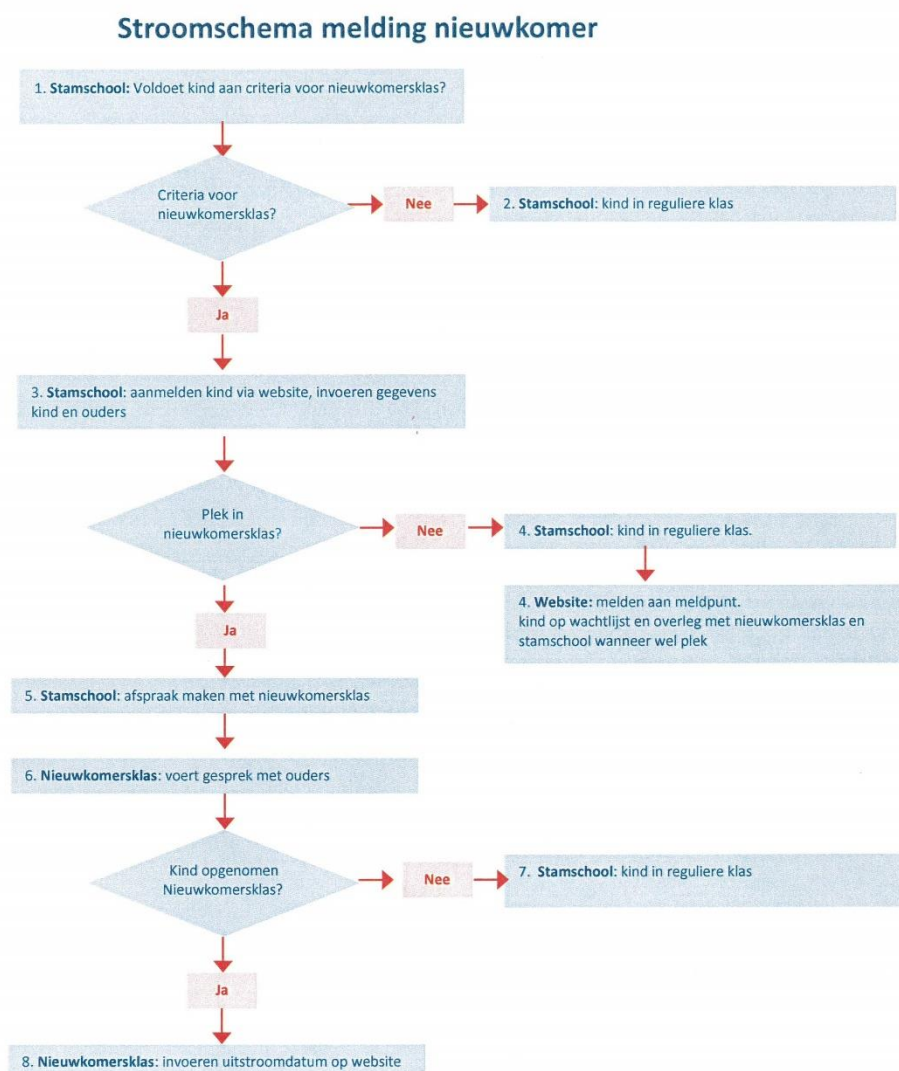 Stroomschema melding nieuwkomer
1. Stamschool: Voldoet kind aan criteria voor nieuwkomersklas?
Criteria voor
nieuwkomersklas?
Nee
2. Stamschool: kind in reguliere klas
Ja
3. Stamschool: aanmelden kind via website, invoeren gegevens
kind en ouders
Plek in
nieuwkomersklas?
Nee
4. Stamschool: kind in reguliere klas.
4. Website: melden aan meldpunt.
kind op wachtlijst en overleg met nieuwkomersklas en
stamschool wanneer wel plek
Ja
5. Stamschool: afspraak maken met nieuwkomersklas
6. Nieuwkomersklas: voert gesprek met ouders
Kind opgenomen
Nieuwkomersklas?
Nee
7. Stamschool: kind in reguliere klas
Ja
8. Nieuwkomersklas: invoeren uitstroomdatum op website